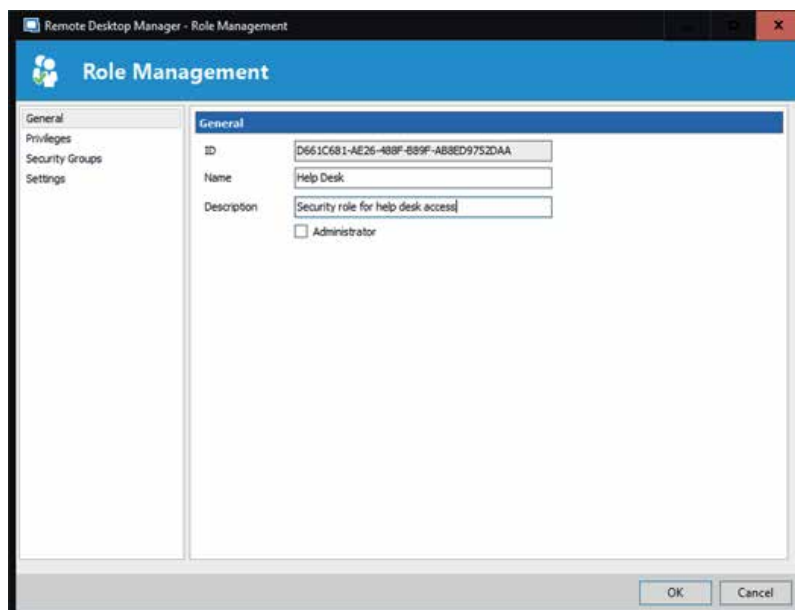 Remote Desktop Manager - Role Management
Role Management
General
Privileges
Security Groups
Settings
General
ID D661C681-AE26-488F-B89F-AB8ED9752DAA
Name Help Desk
Description Security role for help desk access
Administrator
OK Cancel